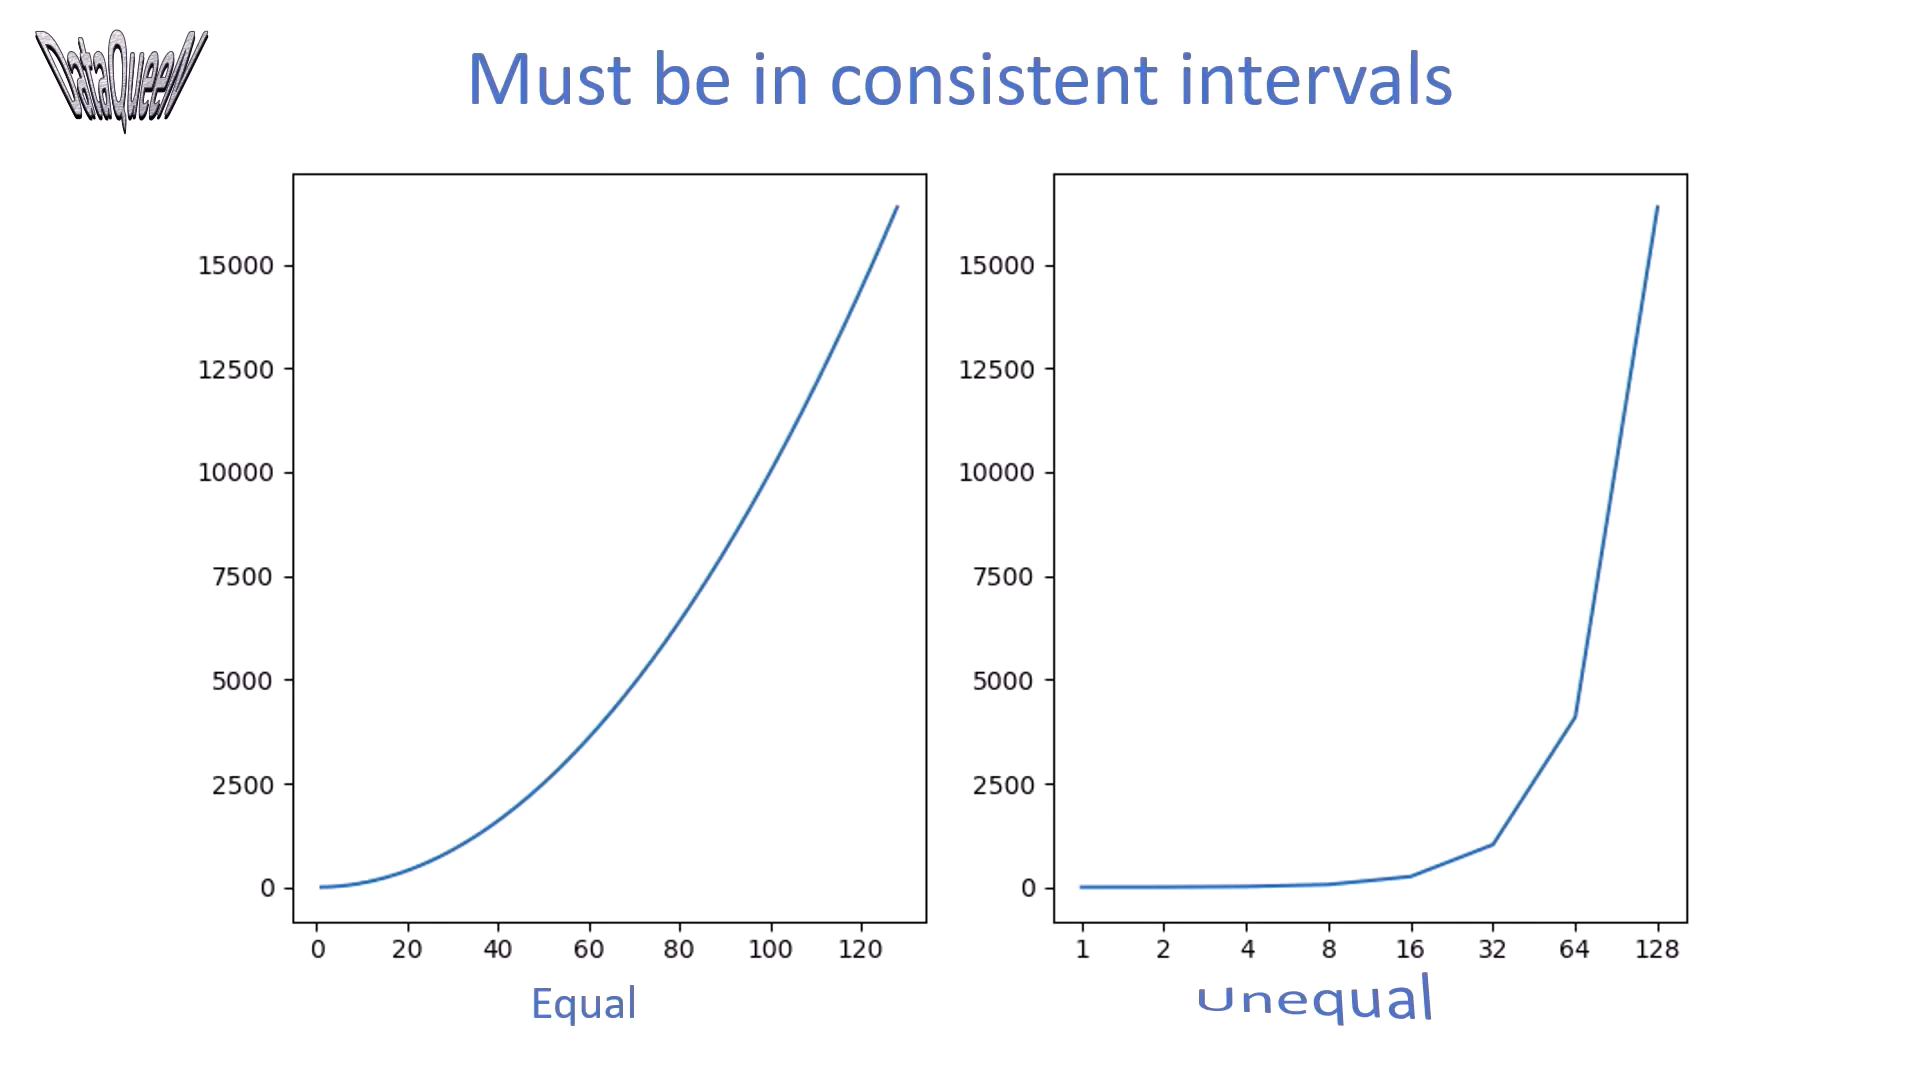 DataQueen
Must be in consistent intervals
15000
12500
10000
7500
5000
2500
0
0 20 40 60 80 100 120
Equal
15000
12500
10000
7500
5000
2500
0
1 2 4 8 16 32 64 128
Unequal